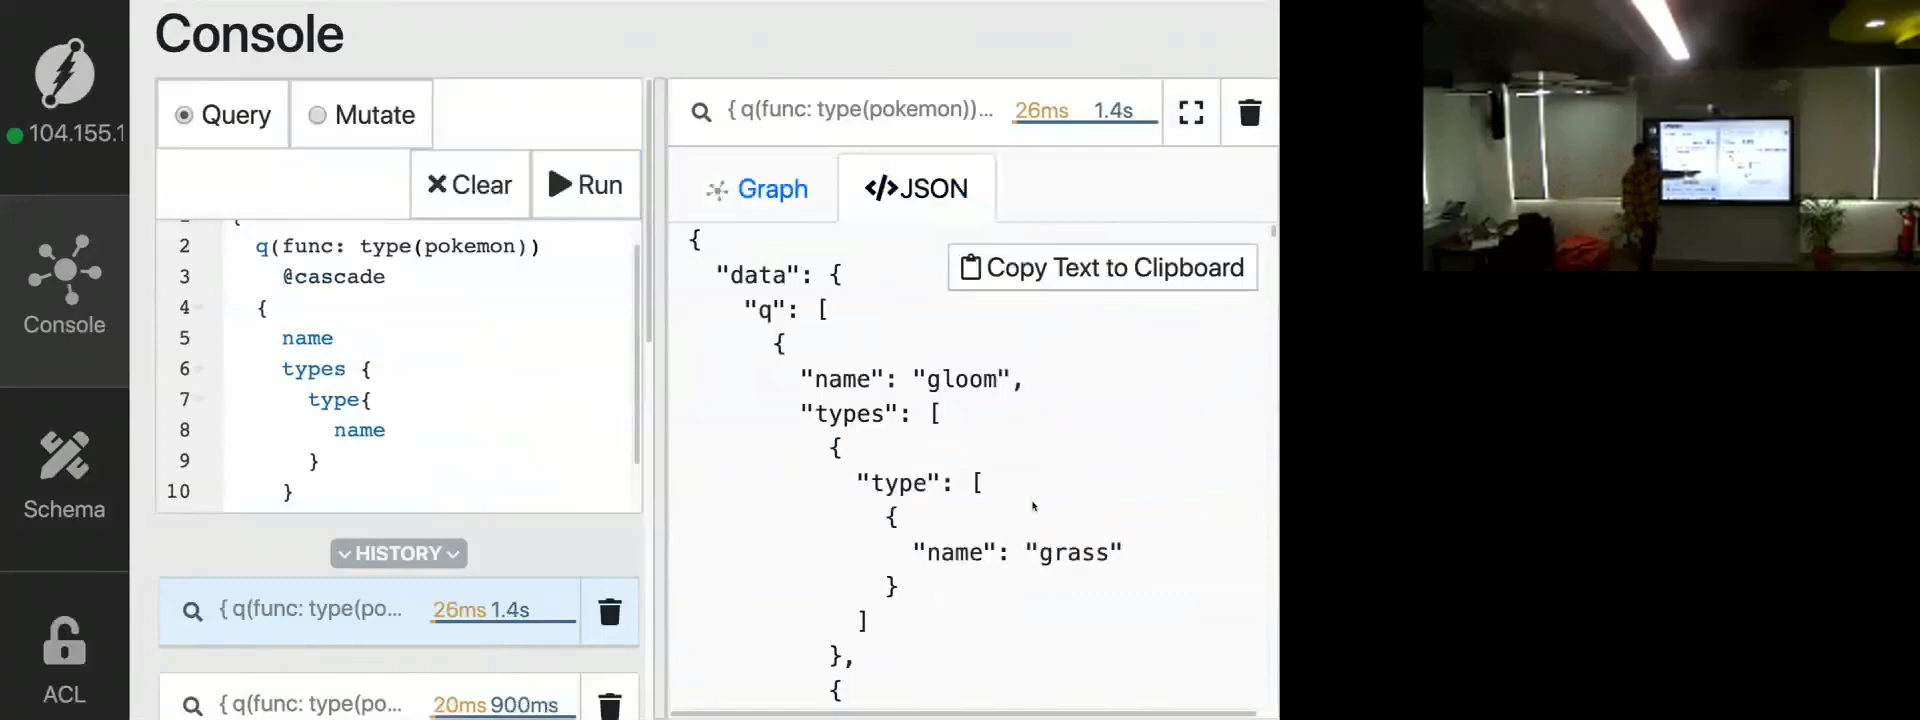 Console
104.155.1
Console
Schema
ACL
Query
Mutate
Clear
Run
2 q(func: type(pokemon))
3 @cascade
4 {
5 name
6 types {
7 type{
8 name
9 }
10 }
HISTORY
{ q(func: type(po... 26ms 1.4s
{ q(func: type(po... 20ms 900ms
{ q(func: type(pokemon))... 26ms 1.4s
Graph
</>JSON
Copy Text to Clipboard
{
"data": {
"q": [
{
"name": "gloom",
"types": [
{
"type": [
{
"name": "grass"
}
]
},
{